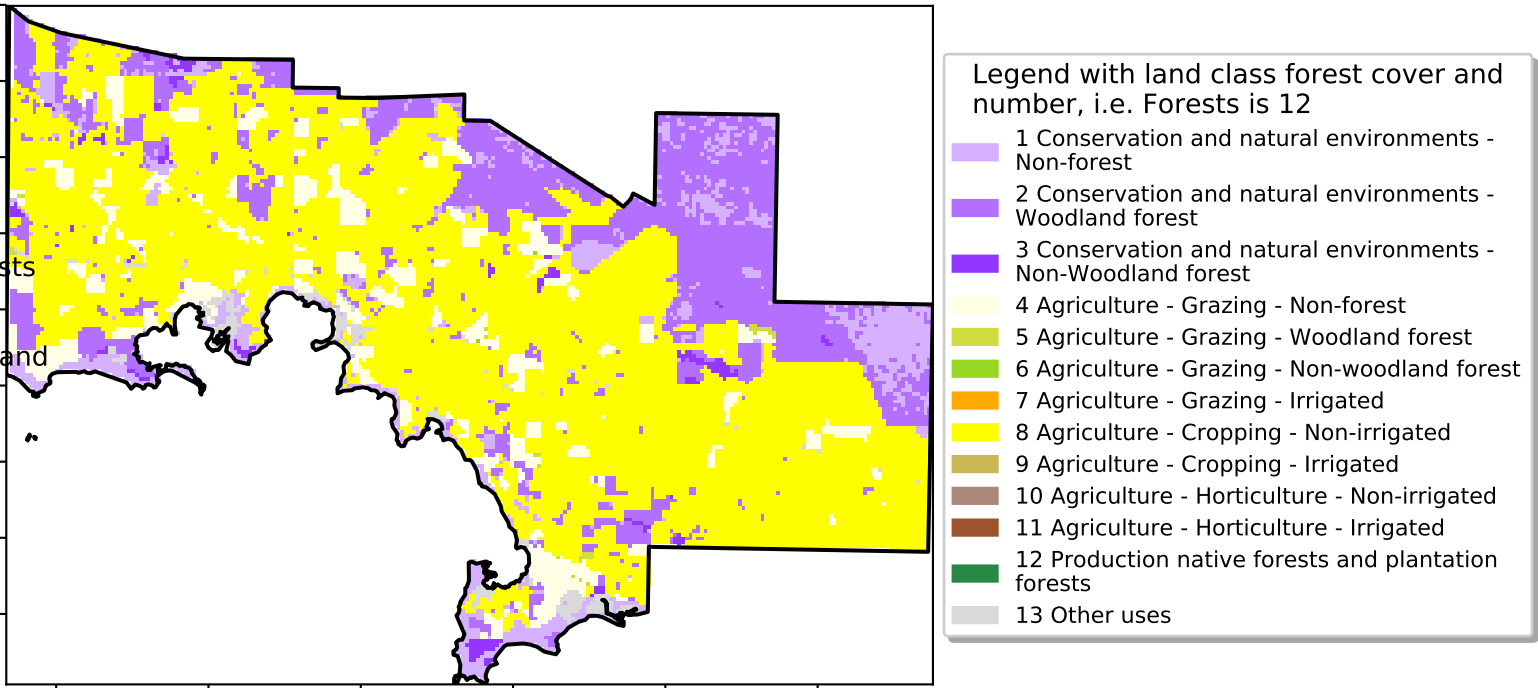 sts
and
Legend with land class forest cover and
number, i.e. Forests is 12
1 Conservation and natural environments -
Non-forest
2 Conservation and natural environments -
Woodland forest
3 Conservation and natural environments -
Non-Woodland forest
4 Agriculture - Grazing - Non-forest
5 Agriculture - Grazing - Woodland forest
6 Agriculture - Grazing - Non-woodland forest
7 Agriculture - Grazing - Irrigated
8 Agriculture - Cropping - Non-irrigated
9 Agriculture - Cropping - Irrigated
10 Agriculture - Horticulture - Non-irrigated
11 Agriculture - Horticulture - Irrigated
12 Production native forests and plantation
forests
13 Other uses